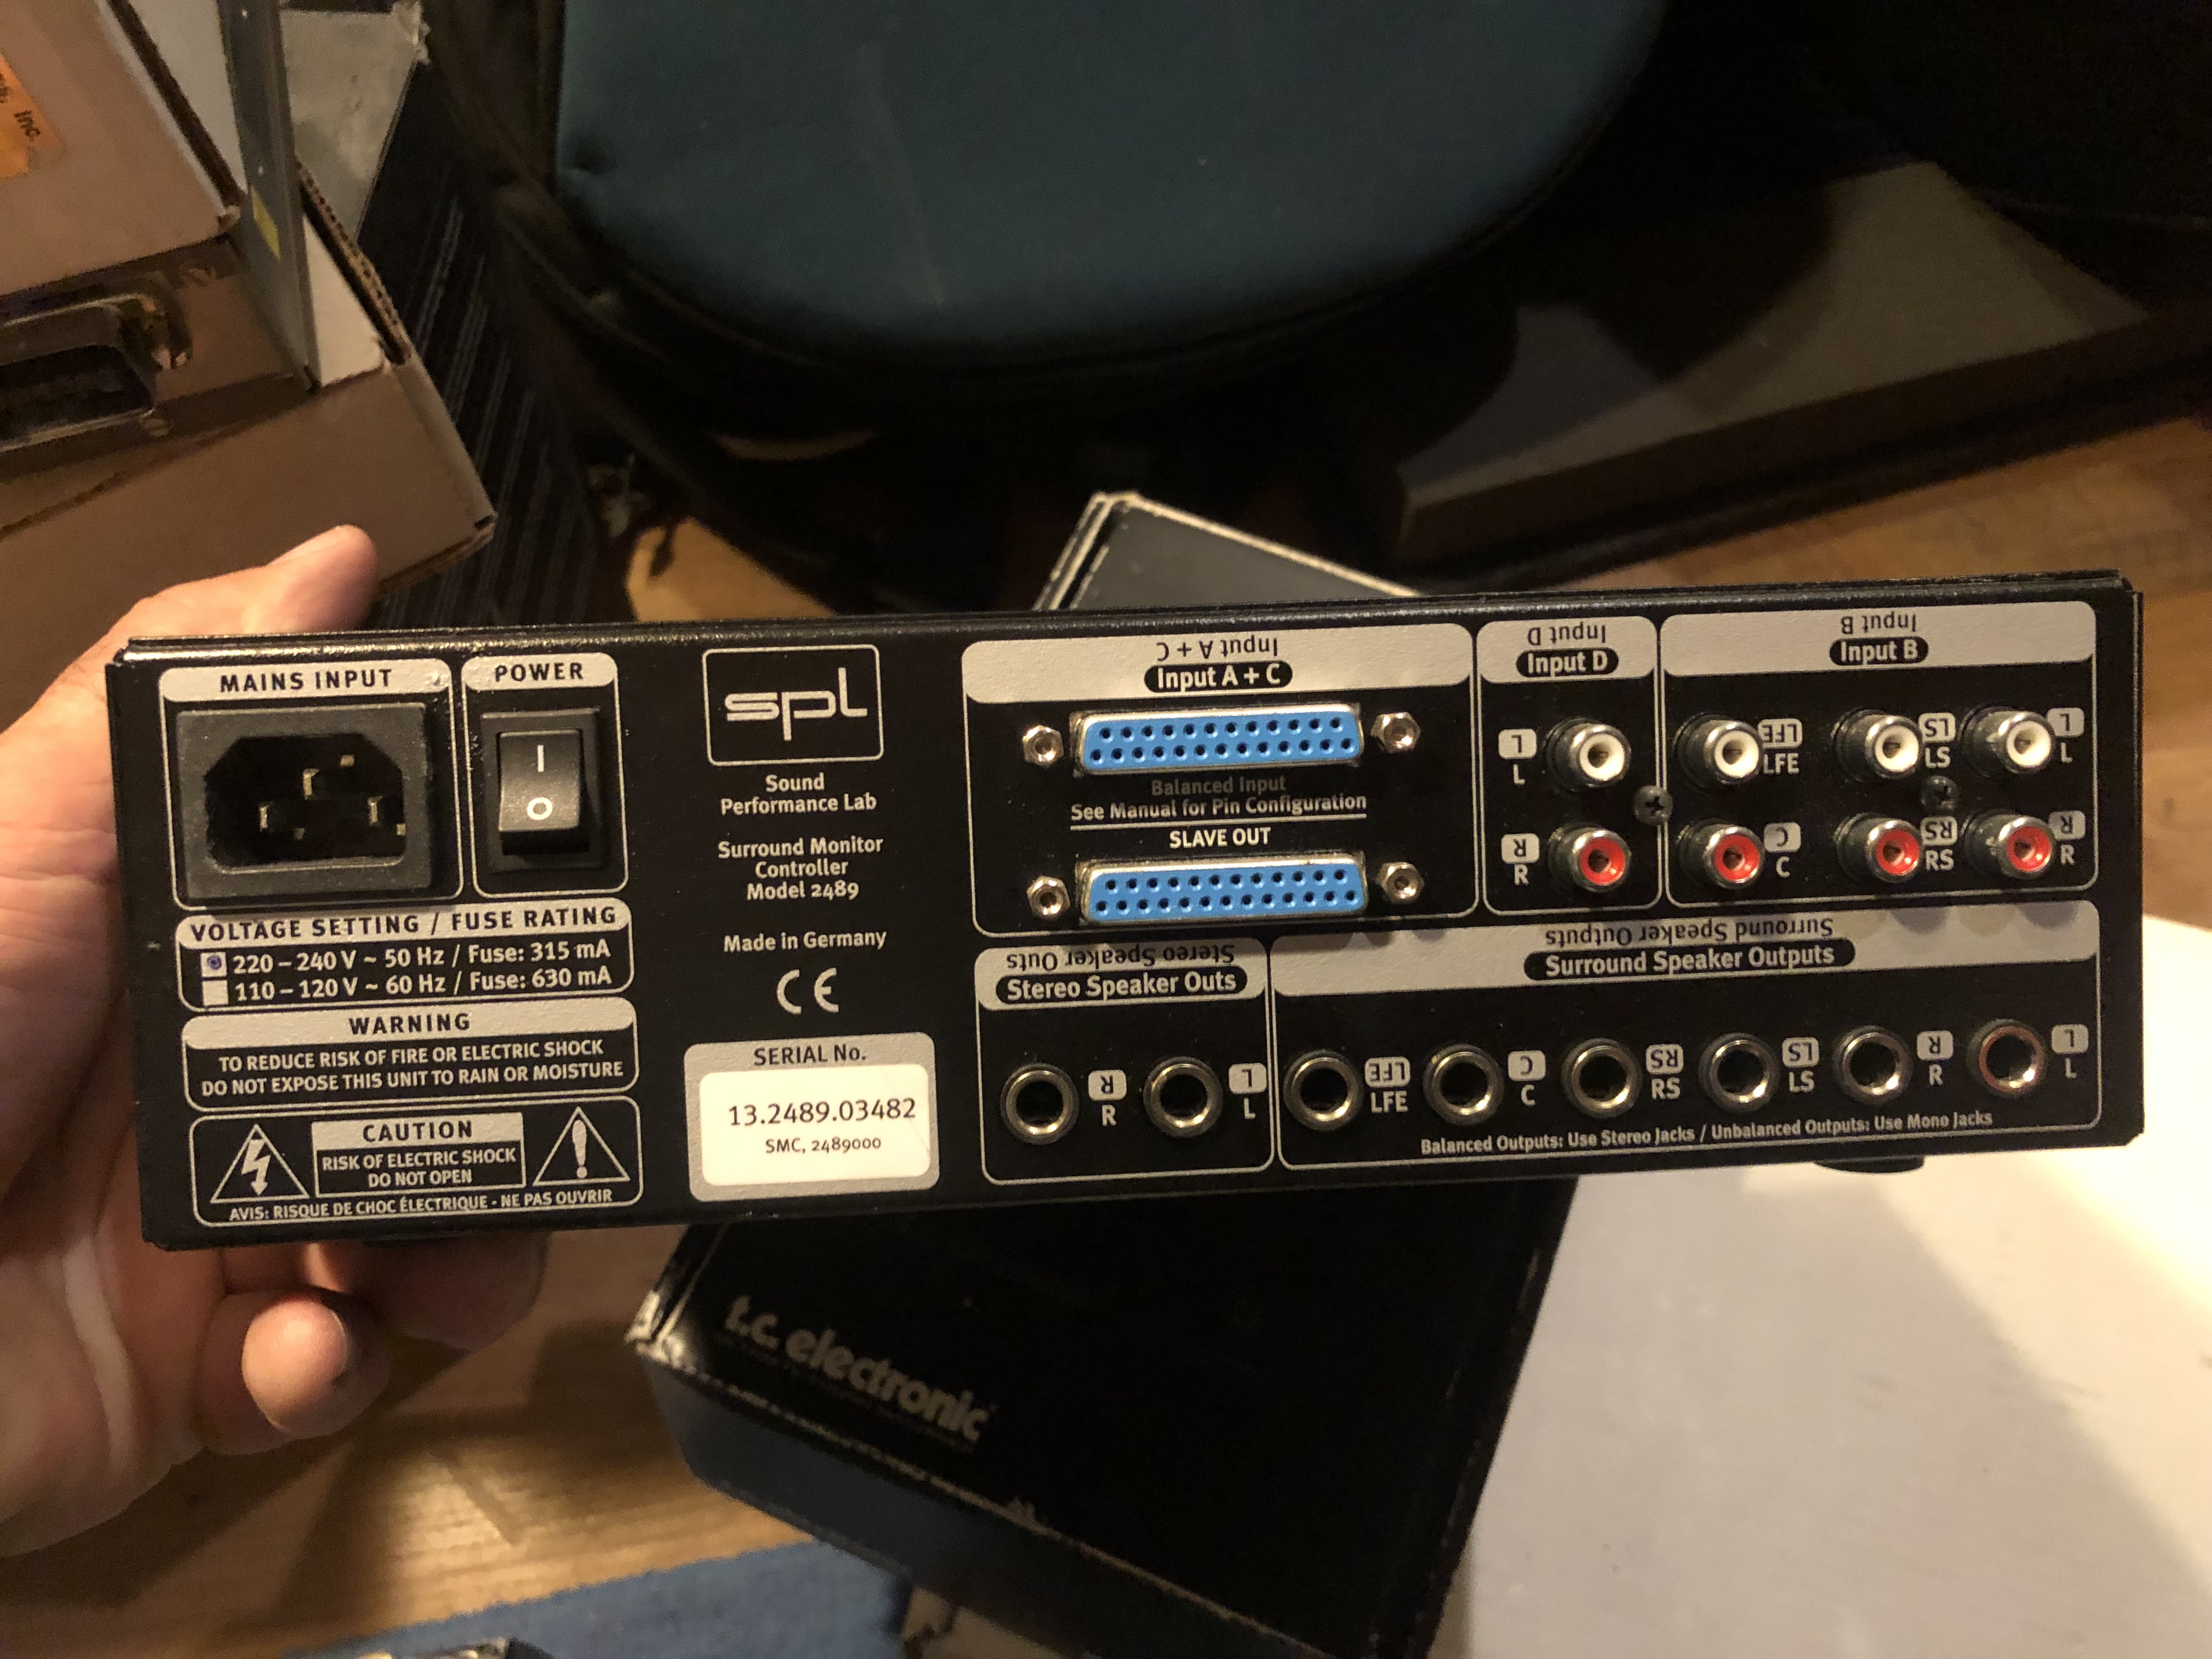 Inc.
MAINS INPUT
POWER
I
O
VOLTAGE SETTING / FUSE RATING
220 – 240 V ~ 50 Hz / Fuse: 315 mA
110 – 120 V ~ 60 Hz / Fuse: 630 mA
WARNING
TO REDUCE RISK OF FIRE OR ELECTRIC SHOCK
DO NOT EXPOSE THIS UNIT TO RAIN OR MOISTURE
CAUTION
RISK OF ELECTRIC SHOCK
DO NOT OPEN
AVIS: RISQUE DE CHOC ÉLECTRIQUE - NE PAS OUVRIR
spl
Sound
Performance Lab
Surround Monitor
Controller
Model 2489
Made in Germany
CE
SERIAL No.
13.2489.03482
SMC, 2489000
Input A + C
Input A + C
Balanced Input
See Manual for Pin Configuration
SLAVE OUT
Input D
Input D
L
L
R
R
Input B
Input B
LFE
LFE
LS
LS
L
L
C
C
RS
RS
R
R
Stereo Speaker Outs
Stereo Speaker Outs
R
R
L
L
Surround Speaker Outputs
Surround Speaker Outputs
LFE
LFE
C
C
RS
RS
LS
LS
R
R
L
L
Balanced Outputs: Use Stereo Jacks / Unbalanced Outputs: Use Mono Jacks
t.c. electronic